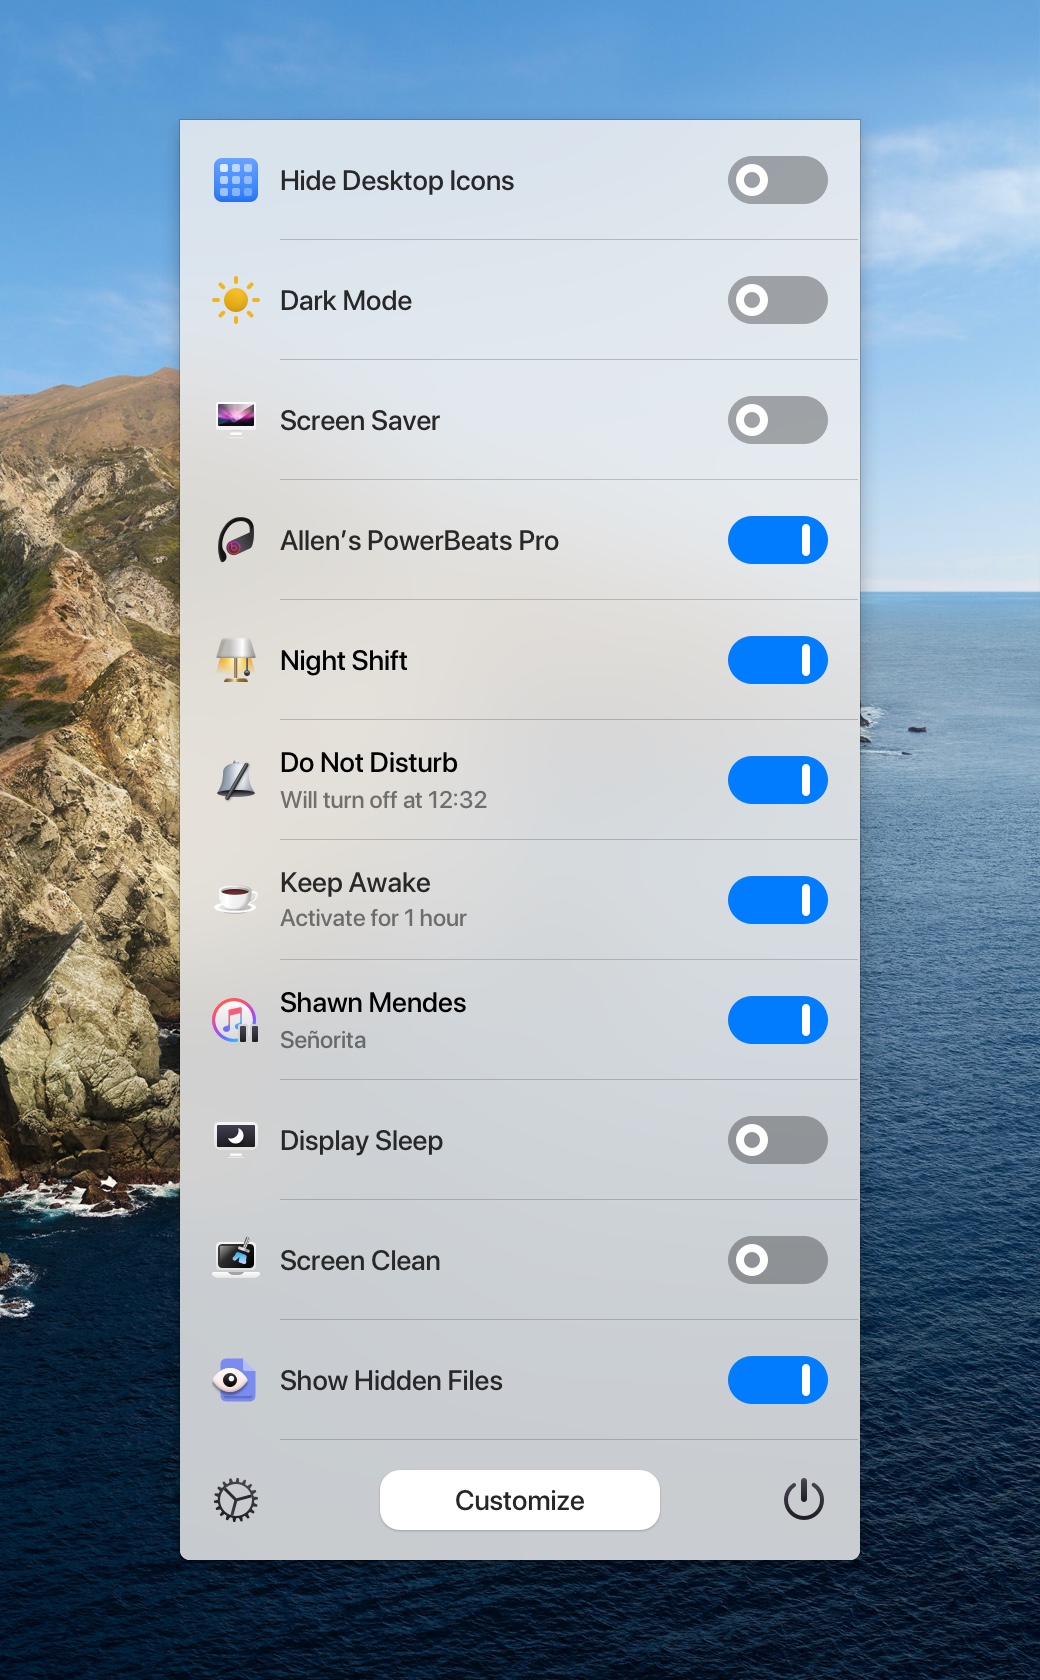 Hide Desktop Icons
Dark Mode
Screen Saver
Allen’s PowerBeats Pro
Night Shift
Do Not Disturb
Will turn off at 12:32
Keep Awake
Activate for 1 hour
Shawn Mendes
Señorita
Display Sleep
Screen Clean
Show Hidden Files
Customize